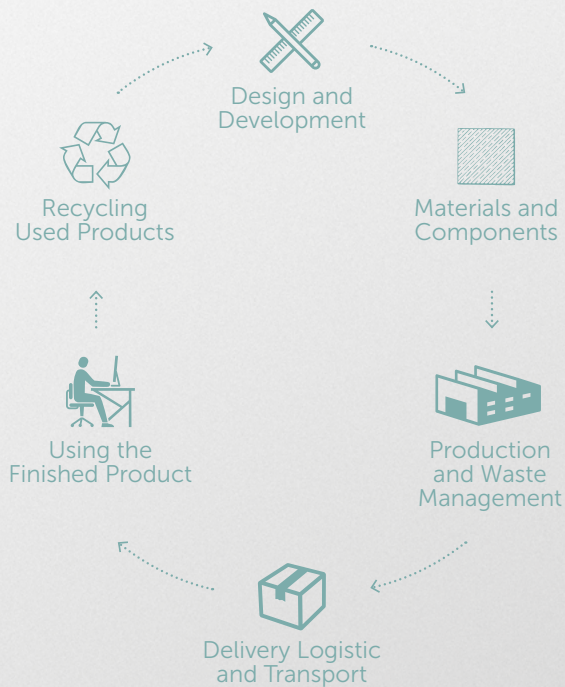 Design and
Development
Materials and
Components
Production
and Waste
Management
Delivery Logistic
and Transport
Using the
Finished Product
Recycling
Used Products